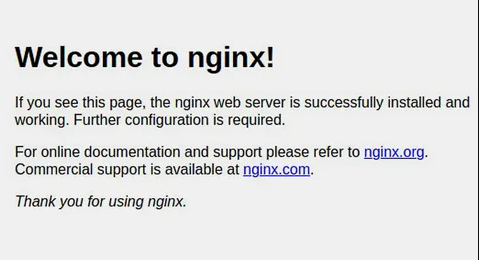 Welcome to nginx!
If you see this page, the nginx web server is successfully installed and
working. Further configuration is required.
For online documentation and support please refer to nginx.org.
Commercial support is available at nginx.com.
Thank you for using nginx.